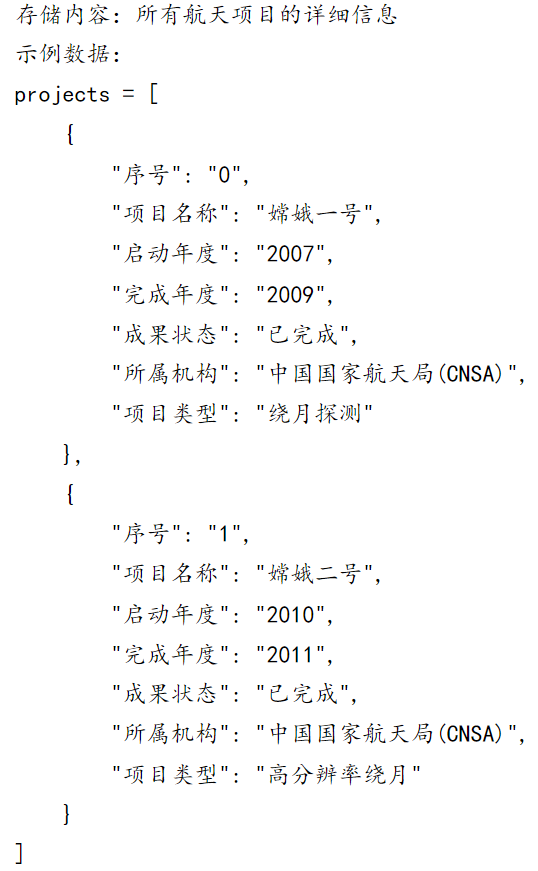 存储内容：所有航天项目的详细信息
示例数据：
projects = [
    {
        "序号": "0",
        "项目名称": "嫦娥一号",
        "启动年度": "2007",
        "完成年度": "2009",
        "成果状态": "已完成",
        "所属机构": "中国国家航天局(CNSA)",
        "项目类型": "绕月探测"
    },
    {
        "序号": "1",
        "项目名称": "嫦娥二号",
        "启动年度": "2010",
        "完成年度": "2011",
        "成果状态": "已完成",
        "所属机构": "中国国家航天局(CNSA)",
        "项目类型": "高分辨率绕月"
    }
]